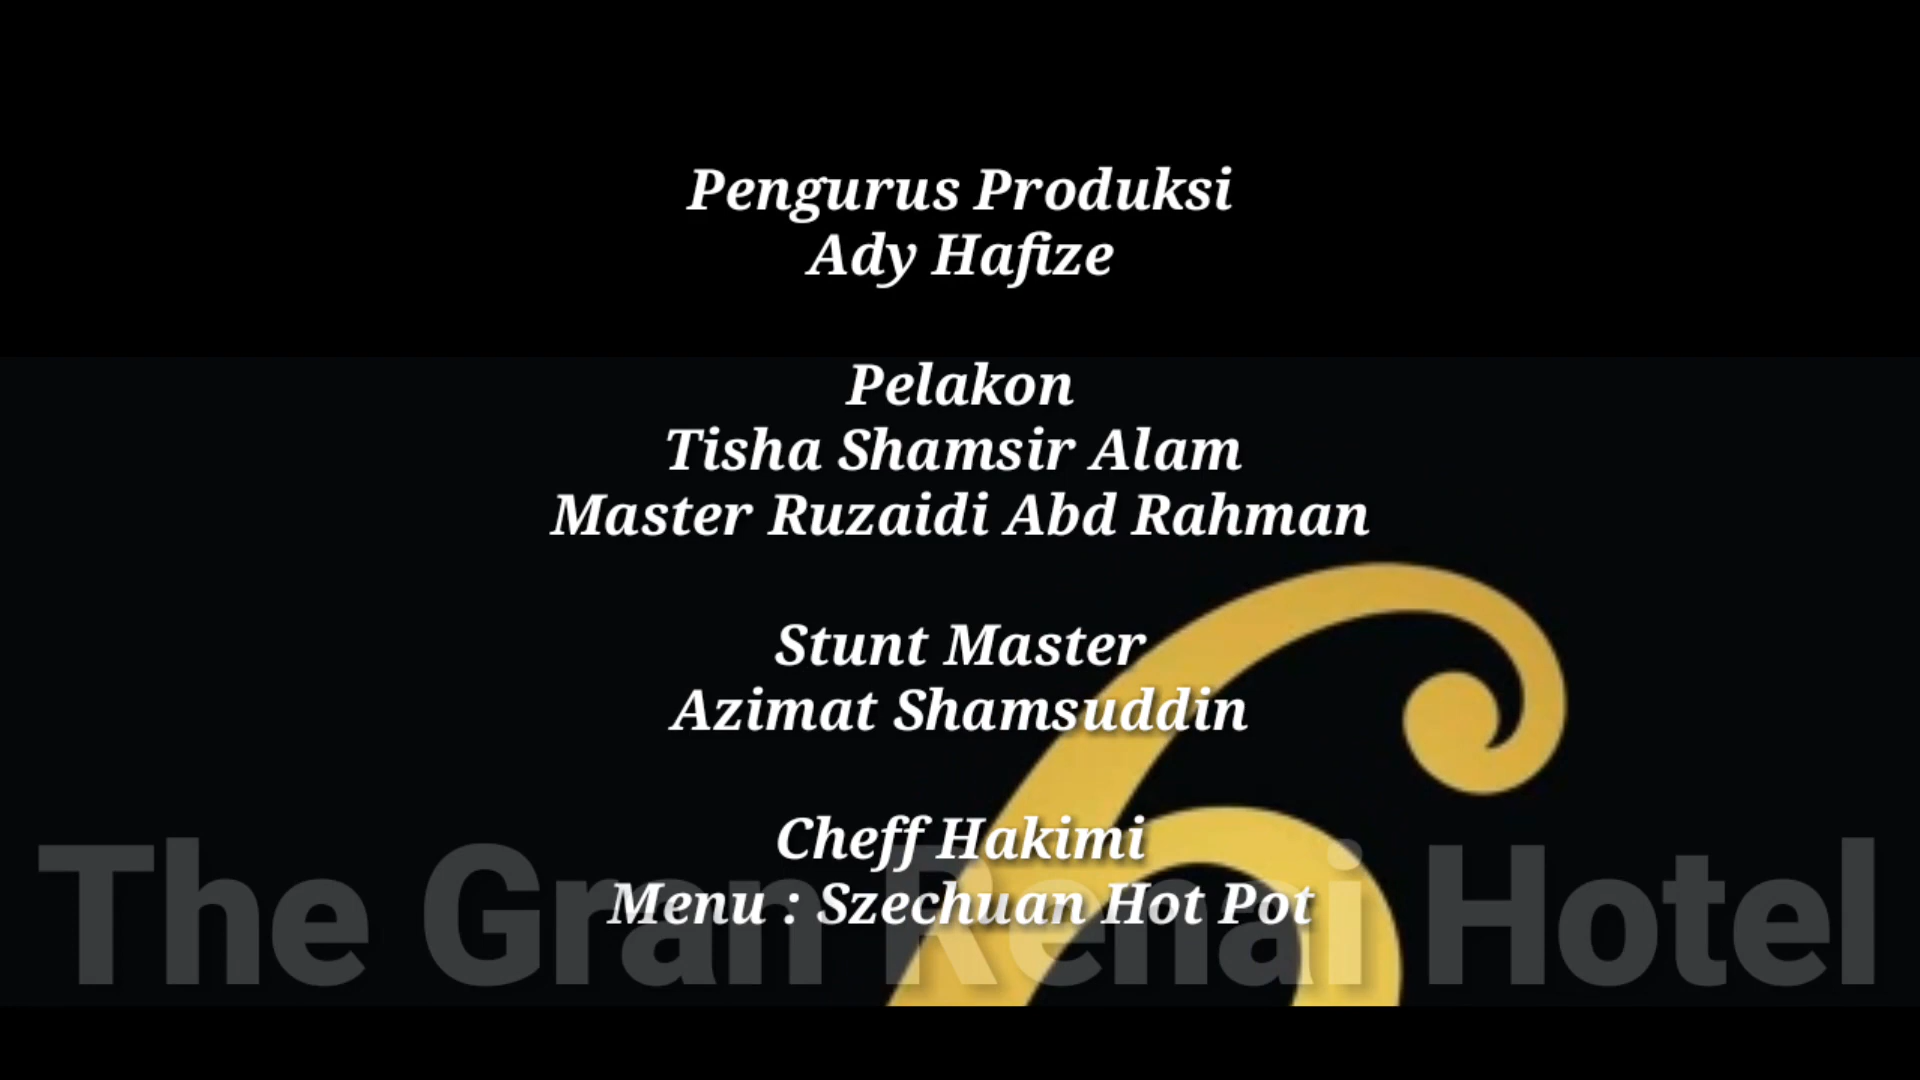 Pengurus Produksi
Ady Hafize
Pelakon
Tisha Shamsir Alam
Master Ruzaidi Abd Rahman
Stunt Master
Azimat Shamsuddin
Cheff Hakimi
Menu : Szechuan Hot Pot
The Gran Renai Hotel